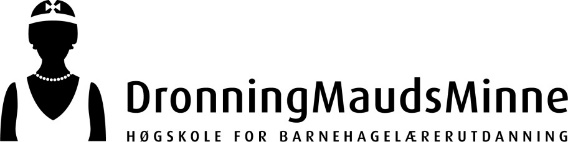 DronningMaudsMinne
HØGSKOLE FOR BARNEHAGELÆRERUTDANNING